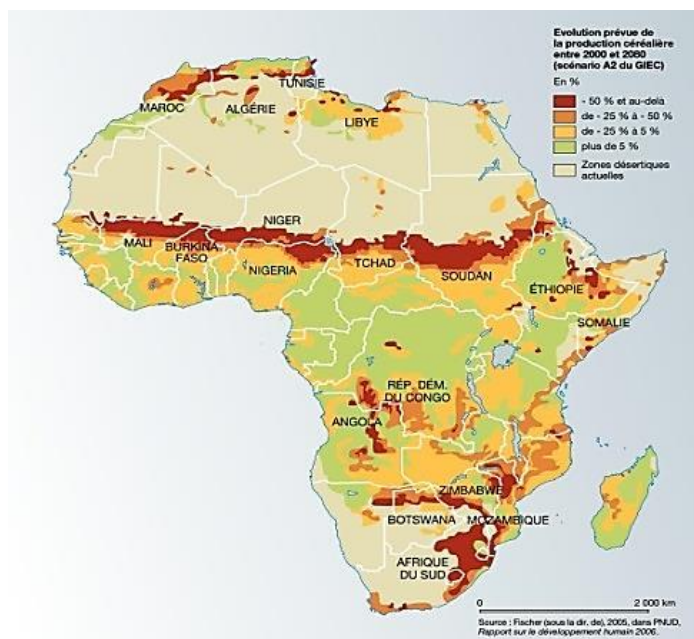 Evolution prévue de
la production céréalière
entre 2000 et 2080
(scénario A2 du GIEC)
En %
- 50 % et au-delà
de - 25 % à - 50 %
de - 25 % à 5 %
plus de 5 %
Zones désertiques
actuelles
TUNISIE
MAROC
ALGÉRIE
LIBYE
NIGER
MALI
BURKINA
FASO
NIGERIA
TCHAD
SOUDAN
ÉTHIOPIE
SOMALIE
RÉP. DÉM.
DU CONGO
ANGOLA
ZIMBABWE
BOTSWANA
MOZAMBIQUE
AFRIQUE
DU SUD
0 2 000 km
Source : Fischer (sous la dir. de), 2005, dans PNUD,
Rapport sur le développement humain 2006.